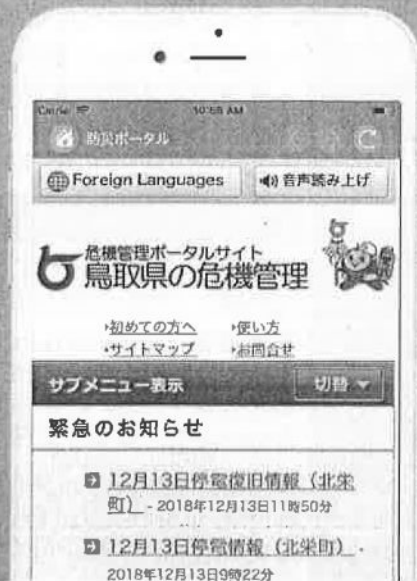 Carrier 10:56 AM
防災ポータル
Foreign Languages
音声読み上げ
危機管理ポータルサイト
鳥取県の危機管理
初めての方へ 使い方
サイトマップ お問合せ
サブメニュー表示 切替
緊急のお知らせ
12月13日停電復旧情報(北栄
町) - 2018年12月13日11時50分
12月13日停電情報(北栄町) -
2018年12月13日9時22分